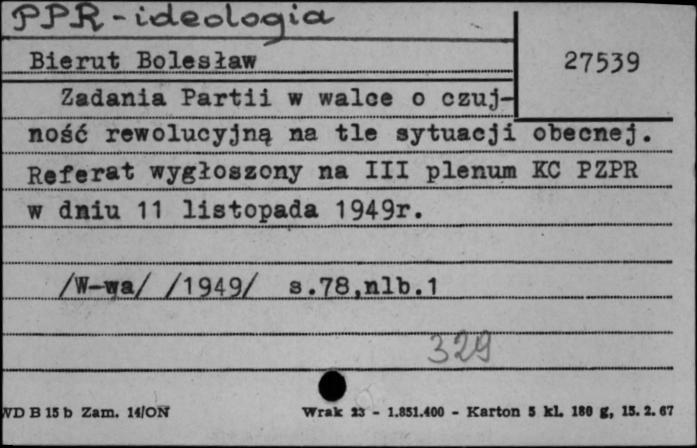 PPR-ideologia
Bierut Bolesław
27539
Zadania Partii w walce o czuj-
ność rewolucyjną na tle sytuacji obecnej.
Referat wygłoszony na III plenum KC PZPR
w dniu 11 listopada 1949r.
/W-wa/ /1949/ s.78,nlb.1
329
WD B 15 b Zam. 14/ON
Wrak 23 - 1.851.400 - Karton 5 kl. 180 g, 15. 2. 67